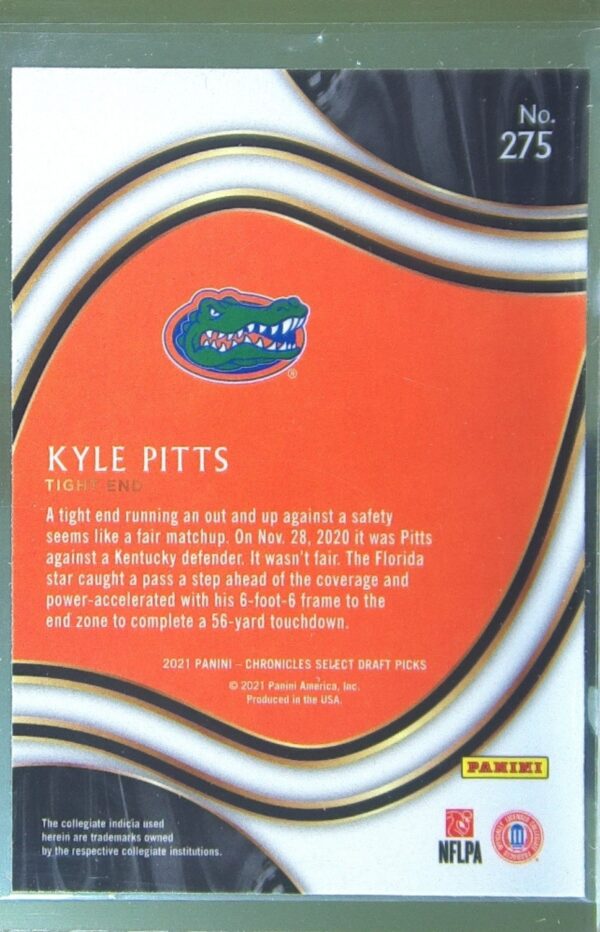 No.
275
®
KYLE PITTS
TIGHT END
A tight end running an out and up against a safety
seems like a fair matchup. On Nov. 28, 2020 it was Pitts
against a Kentucky defender. It wasn't fair. The Florida
star caught a pass a step ahead of the coverage and
power-accelerated with his 6-foot-6 frame to the
end zone to complete a 56-yard touchdown.
2021 PANINI – CHRONICLES SELECT DRAFT PICKS
© 2021 Panini America, Inc.
Produced in the USA.
PANINI
The collegiate indicia used
herein are trademarks owned
by the respective collegiate institutions.
NFLPA